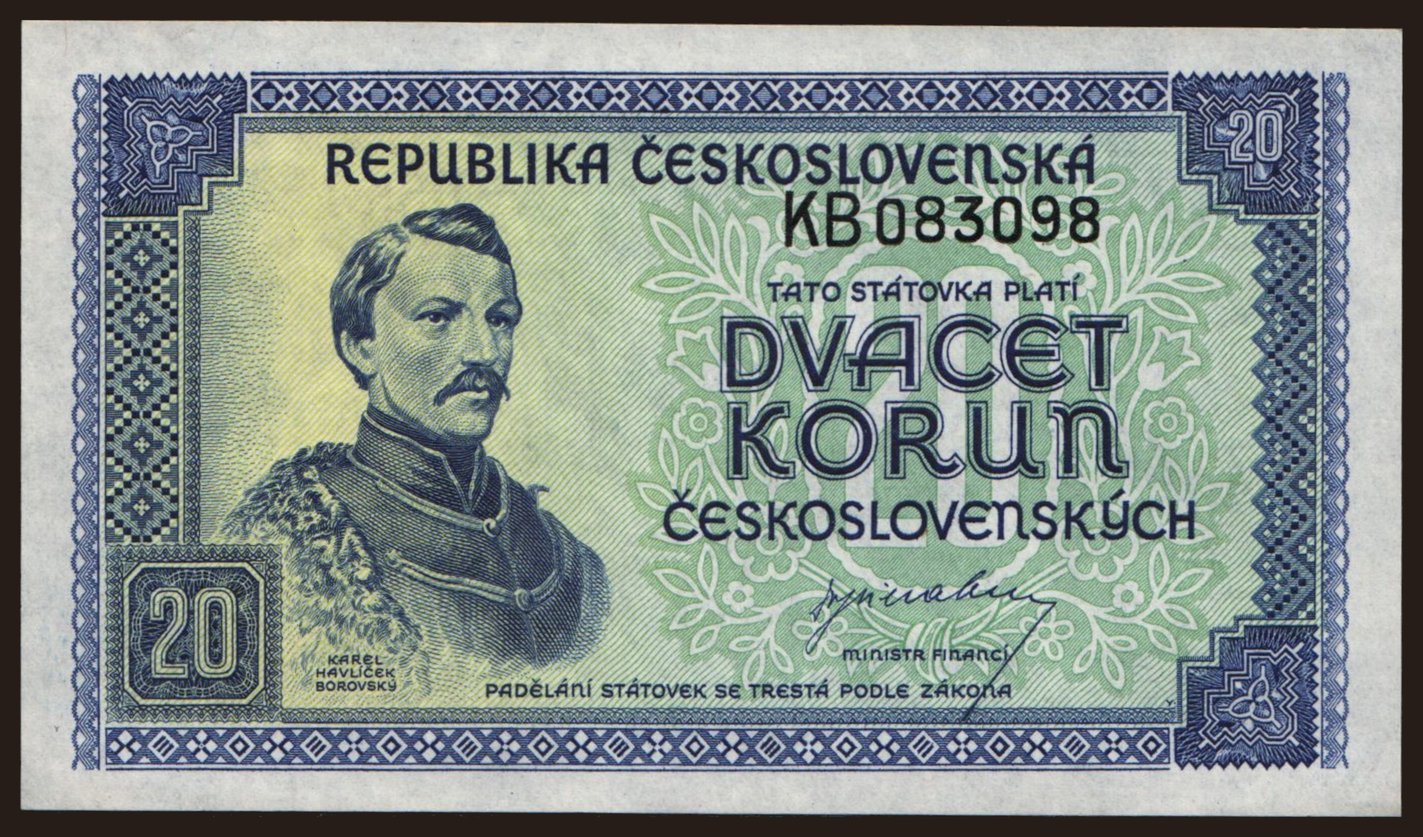 20
REPUBLIKA ČESKOSLOVENSKÁ
KB 083098
TATO STÁTOVKA PLATÍ
DVACET
KORUN
ČESKOSLOVENSKÝCH
MINISTR FINANCÍ
20
KAREL
HAVLÍČEK
BOROVSKÝ
PADĚLÁNÍ STÁTOVEK SE TRESTÁ PODLE ZÁKONA
20